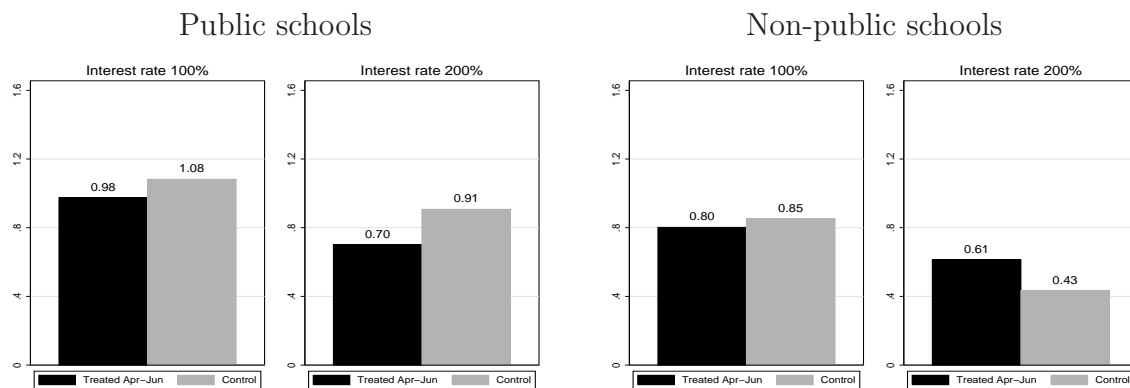 Public schools
Non-public schools
Interest rate 100%
Interest rate 200%
Interest rate 100%
Interest rate 200%
1.6
1.2
.8
.4
0
0.98
1.08
1.6
1.2
.8
.4
0
0.70
0.91
1.6
1.2
.8
.4
0
0.80
0.85
1.6
1.2
.8
.4
0
0.61
0.43
Treated Apr−Jun Control
Treated Apr−Jun Control
Treated Apr−Jun Control
Treated Apr−Jun Control